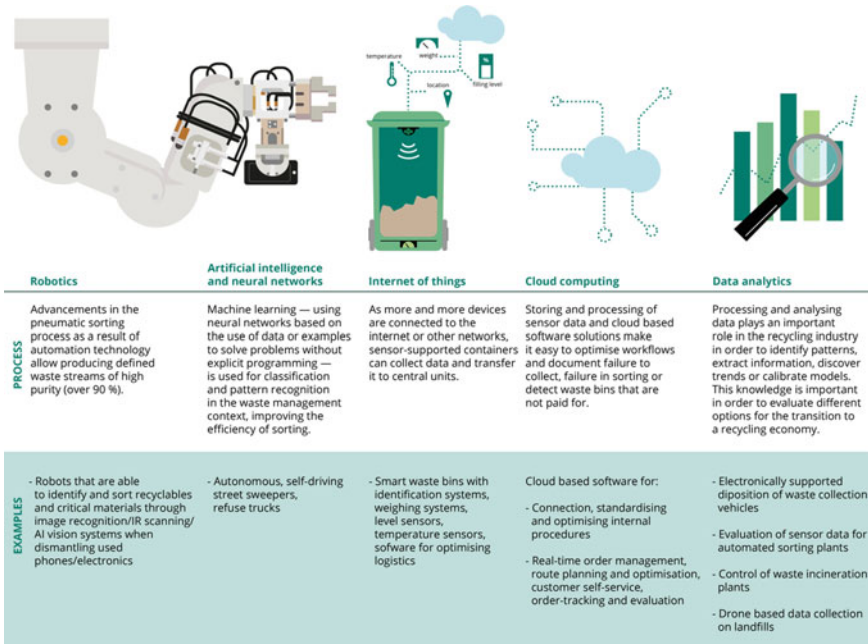 temperature
weight
%
filling level
location
Robotics
Artificial intelligence
and neural networks
Internet of things
Cloud computing
Data analytics
PROCESS
Advancements in the
pneumatic sorting
process as a result of
automation technology
allow producing defined
waste streams of high
purity (over 90 %).
Machine learning — using
neural networks based on
the use of data or examples
to solve problems without
explicit programming —
is used for classification
and pattern recognition
in the waste management
context, improving the
efficiency of sorting.
As more and more devices
are connected to the
internet or other networks,
sensor-supported containers
can collect data and transfer
it to central units.
Storing and processing of
sensor data and cloud based
software solutions make
it easy to optimise workflows
and document failure to
collect, failure in sorting or
detect waste bins that are
not paid for.
Processing and analysing
data plays an important
role in the recycling industry
in order to identify patterns,
extract information, discover
trends or calibrate models.
This knowledge is important
in order to evaluate different
options for the transition to
a recycling economy.
EXAMPLES
- Robots that are able
to identify and sort recyclables
and critical materials through
image recognition/IR scanning/
AI vision systems when
dismantling used
phones/electronics
- Autonomous, self-driving
street sweepers,
refuse trucks
- Smart waste bins with
identification systems,
weighing systems,
level sensors,
temperature sensors,
sofware for optimising
logistics
Cloud based software for:
- Connection, standardising
and optimising internal
procedures
- Real-time order management,
route planning and optimisation,
customer self-service,
order-tracking and evaluation
- Electronically supported
diposition of waste collection
vehicles
- Evaluation of sensor data for
automated sorting plants
- Control of waste incineration
plants
- Drone based data collection
on landfills